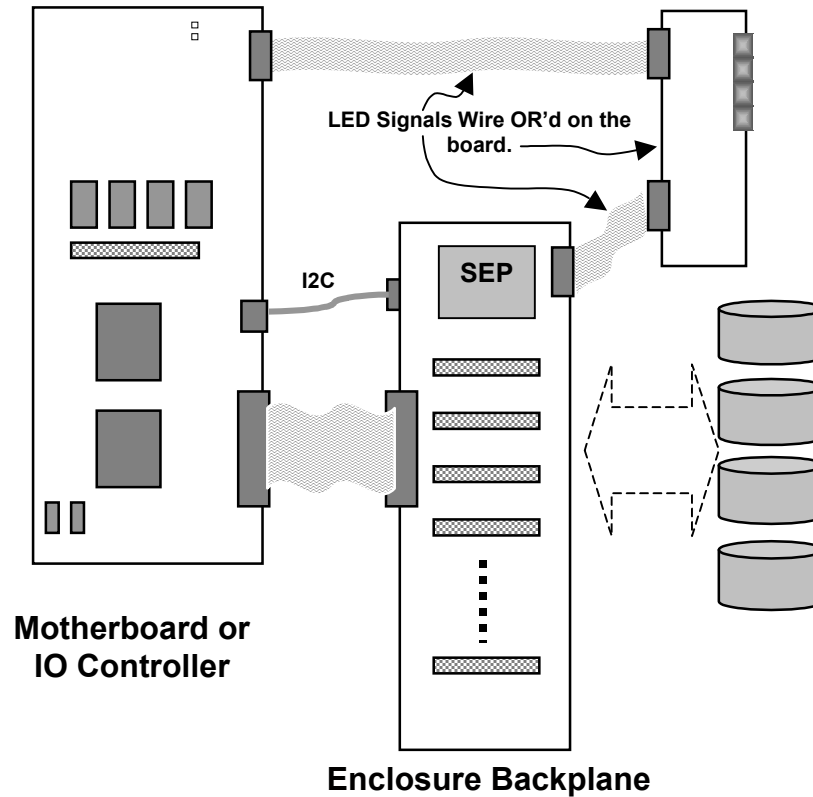 LED Signals Wire OR’d on the
board.
SEP
I2C
Motherboard or
IO Controller
Enclosure Backplane